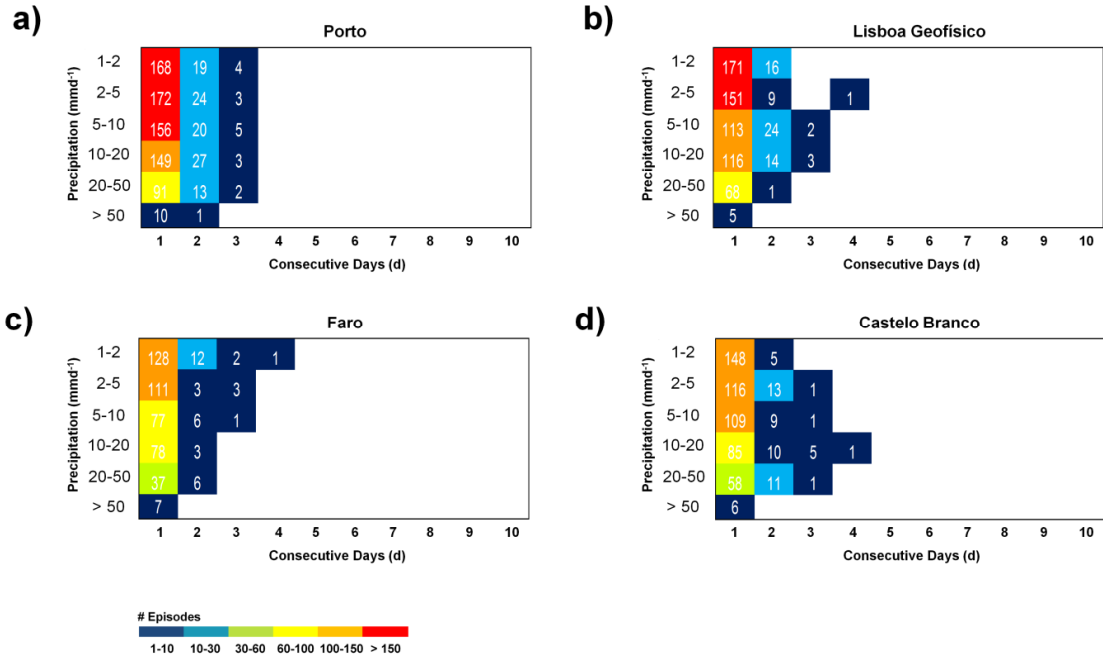 a)
Porto
Precipitation (mmd⁻¹)
1-2 168 19 4
2-5 172 24 3
5-10 156 20 5
10-20 149 27 3
20-50 91 13 2
> 50 10 1
1 2 3 4 5 6 7 8 9 10
Consecutive Days (d)
b)
Lisboa Geofísico
Precipitation (mmd⁻¹)
1-2 171 16
2-5 151 9 1
5-10 113 24 2
10-20 116 14 3
20-50 68 1
> 50 5
1 2 3 4 5 6 7 8 9 10
Consecutive Days (d)
c)
Faro
Precipitation (mmd⁻¹)
1-2 128 12 2 1
2-5 111 3 3
5-10 77 6 1
10-20 78 3
20-50 37 6
> 50 7
1 2 3 4 5 6 7 8 9 10
Consecutive Days (d)
d)
Castelo Branco
Precipitation (mmd⁻¹)
1-2 148 5
2-5 116 13 1
5-10 109 9 1
10-20 85 10 5 1
20-50 58 11 1
> 50 6
1 2 3 4 5 6 7 8 9 10
Consecutive Days (d)
# Episodes
1-10 10-30 30-60 60-100 100-150 > 150